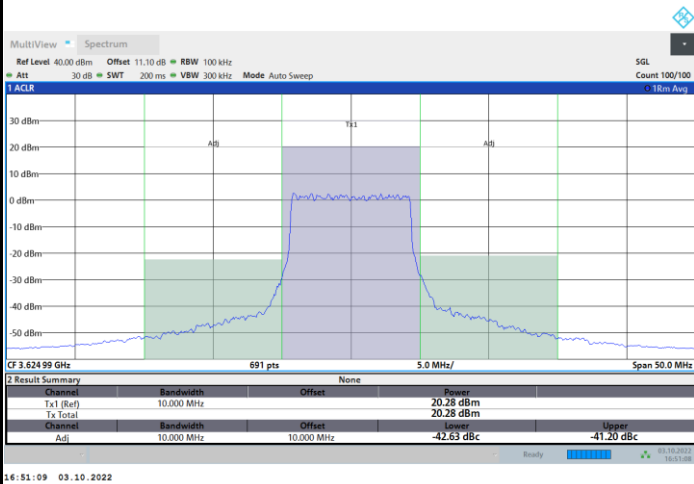 MultiView Spectrum
Ref Level 40.00 dBm Offset 11.10 dB RBW 100 kHz SGL
Att 30 dB SWT 200 ms VBW 300 kHz Mode Auto Sweep Count 100/100
1 ACLR 1Rm Avg
30 dBm
Tx1
20 dBm Adj Adj
10 dBm
0 dBm
-10 dBm
-20 dBm
-30 dBm
-40 dBm
-50 dBm
CF 3.624 99 GHz 691 pts 5.0 MHz/ Span 50.0 MHz
2 Result Summary None
Channel Bandwidth Offset Power
Tx1 (Ref) 10.000 MHz 20.28 dBm
Tx Total 20.28 dBm
Channel Bandwidth Offset Lower Upper
Adj 10.000 MHz 10.000 MHz -42.63 dBc -41.20 dBc
Ready 03.10.2022
16:51:08
16:51:09 03.10.2022